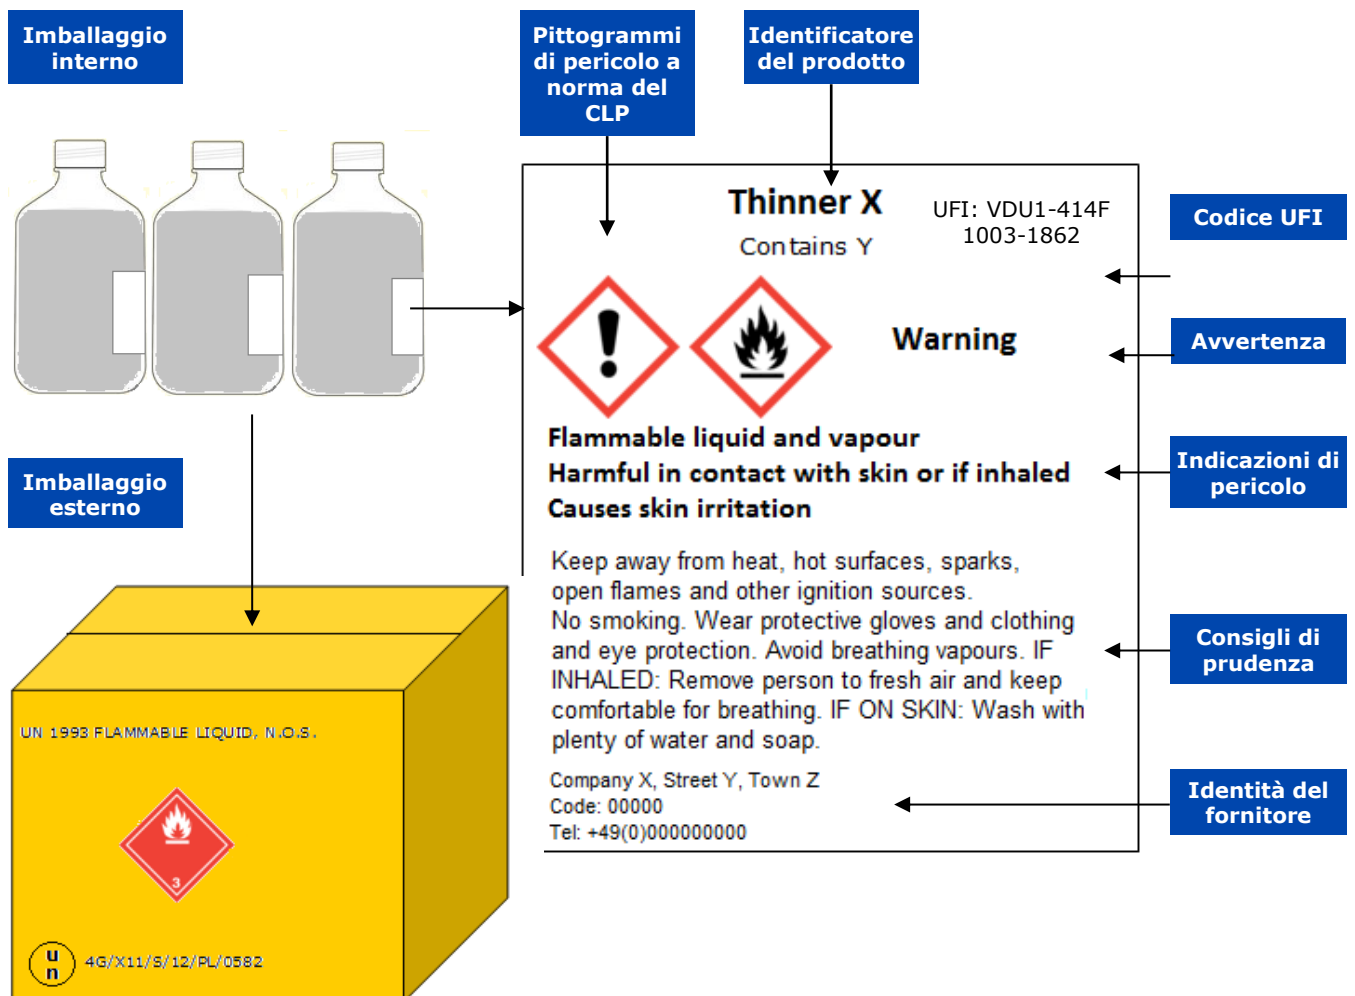 Imballaggio
interno
Pittogrammi
di pericolo a
norma del
CLP
Identificatore
del prodotto
Thinner X
Contains Y
UFI: VDU1-414F
1003-1862
Codice UFI
Warning
Avvertenza
Flammable liquid and vapour
Harmful in contact with skin or if inhaled
Causes skin irritation
Indicazioni di
pericolo
Imballaggio
esterno
Keep away from heat, hot surfaces, sparks,
open flames and other ignition sources.
No smoking. Wear protective gloves and clothing
and eye protection. Avoid breathing vapours. IF
INHALED: Remove person to fresh air and keep
comfortable for breathing. IF ON SKIN: Wash with
plenty of water and soap.
Consigli di
prudenza
Company X, Street Y, Town Z
Code: 00000
Tel: +49(0)000000000
Identità del
fornitore
UN 1993 FLAMMABLE LIQUID, N.O.S.
3
u
n
4G/X11/S/12/PL/0582